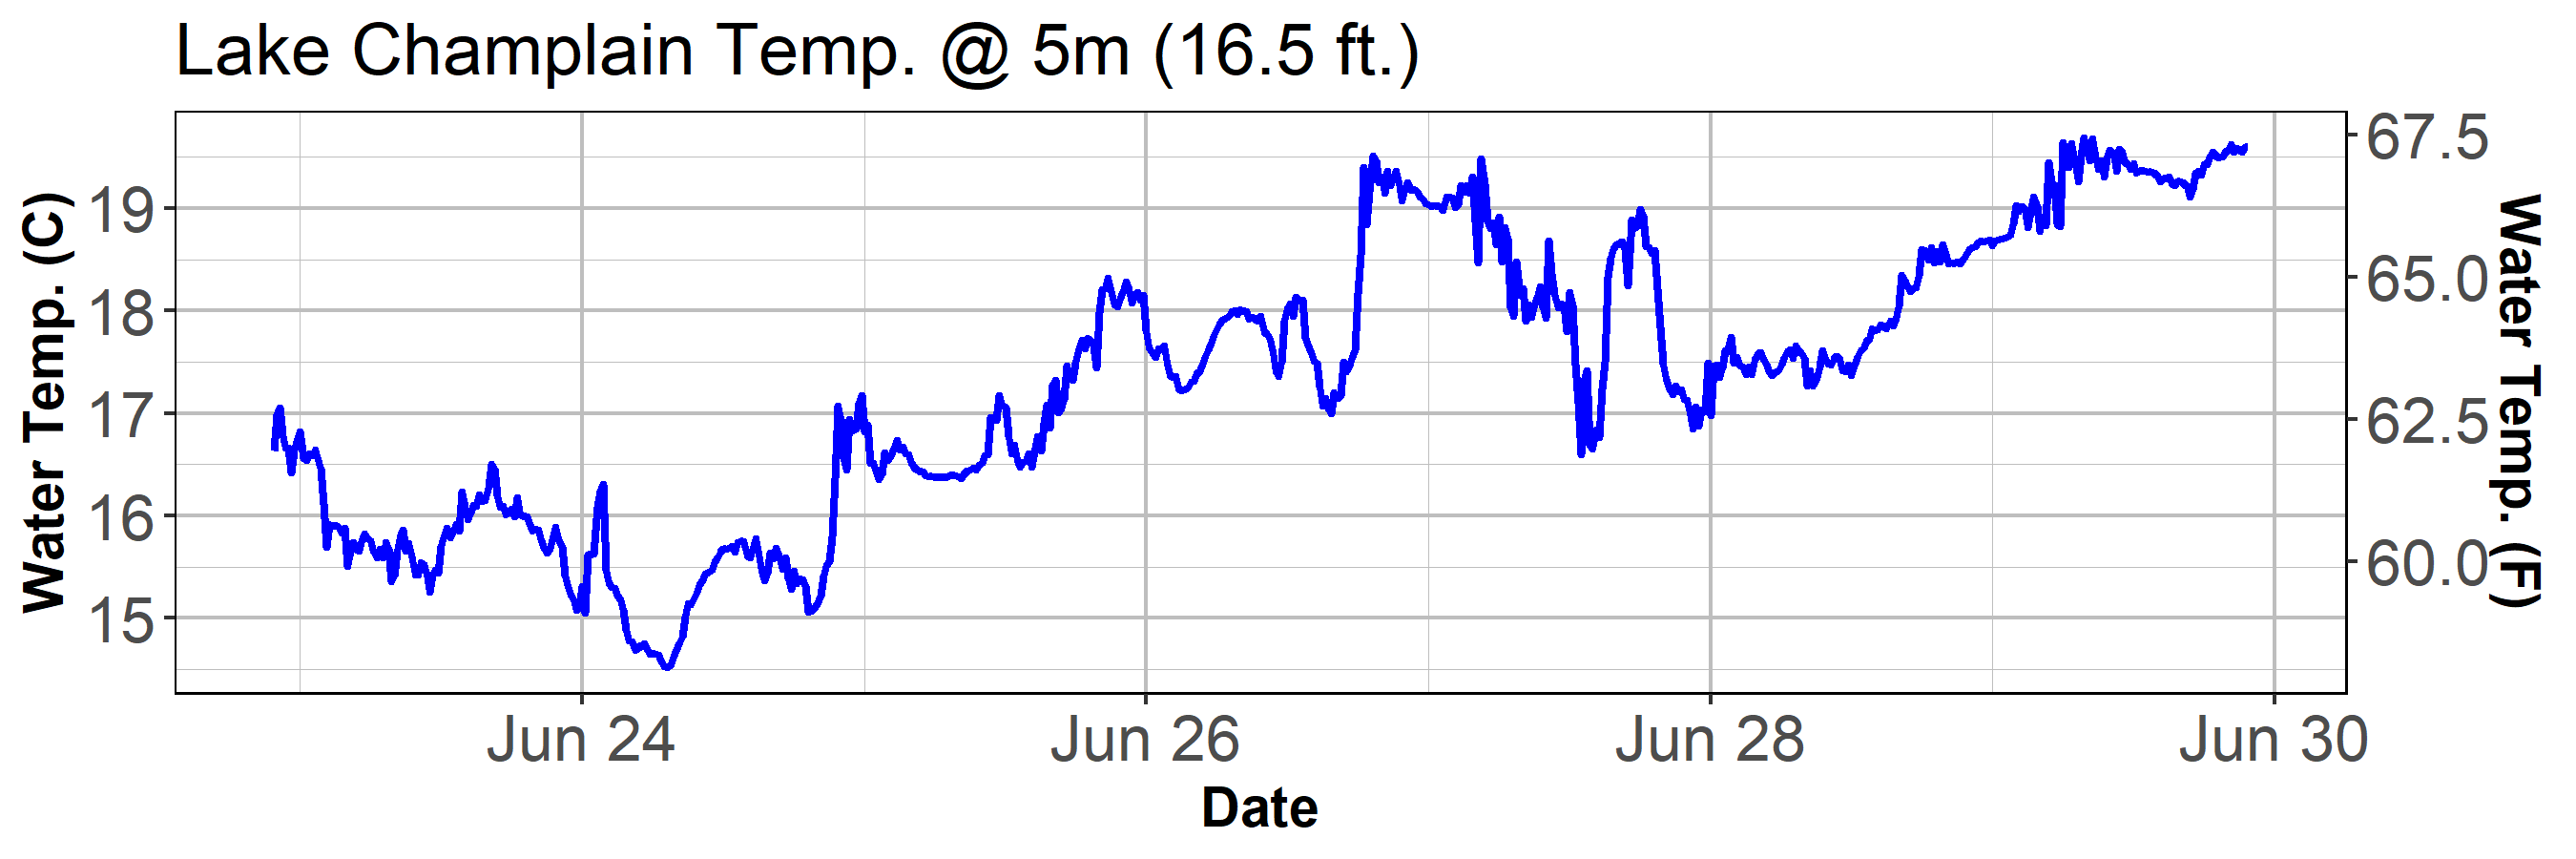 Lake Champlain Temp. @ 5m (16.5 ft.)
Water Temp. (C)
19
18
17
16
15
67.5
65.0
62.5
60.0
Water Temp. (F)
Jun 24 Jun 26 Jun 28 Jun 30
Date